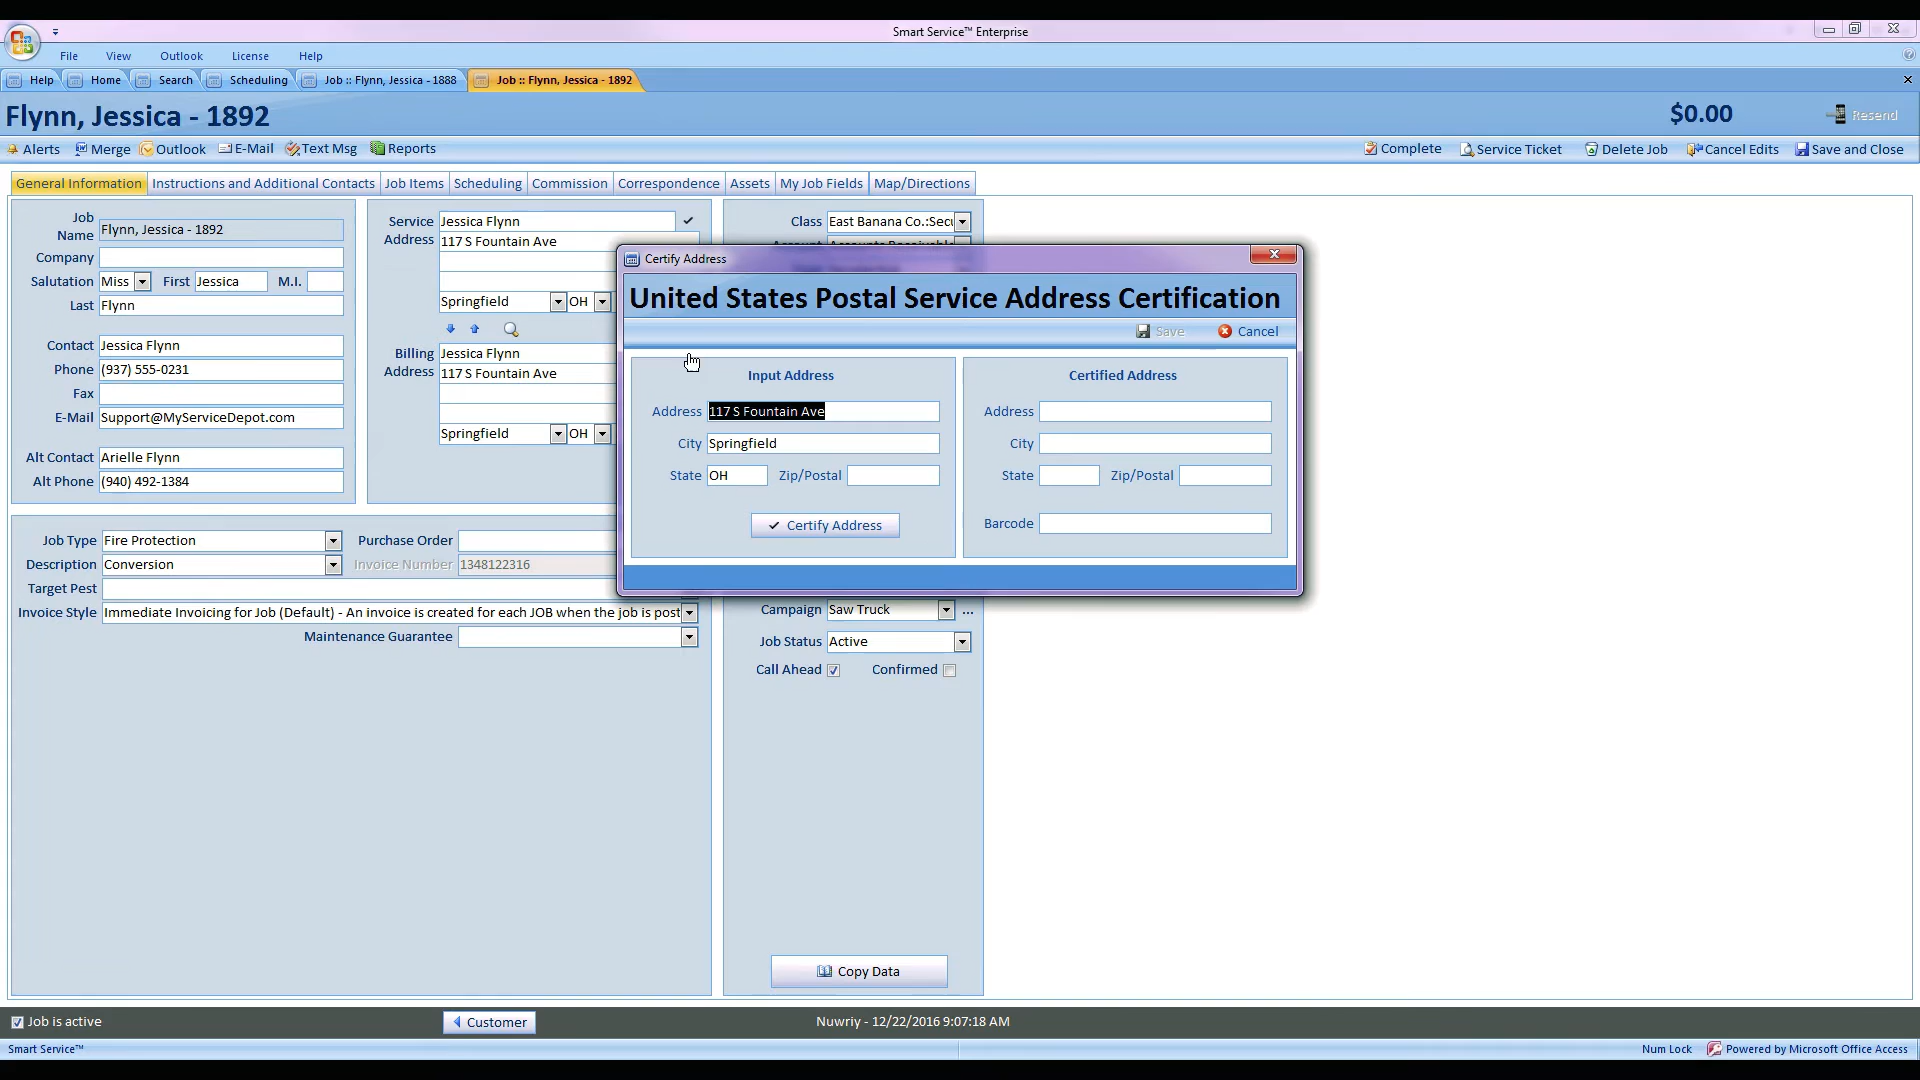 Smart Service™ Enterprise
File View Outlook License Help
Help Home Search Scheduling Job :: Flynn, Jessica - 1888 Job :: Flynn, Jessica - 1892
Flynn, Jessica - 1892 $0.00 Resend
Alerts Merge Outlook E-Mail Text Msg Reports Complete Service Ticket Delete Job Cancel Edits Save and Close
General Information Instructions and Additional Contacts Job Items Scheduling Commission Correspondence Assets My Job Fields Map/Directions
Job Name Flynn, Jessica - 1892
Company
Salutation Miss First Jessica M.I.
Last Flynn
Contact Jessica Flynn
Phone (937) 555-0231
Fax
E-Mail Support@MyServiceDepot.com
Alt Contact Arielle Flynn
Alt Phone (940) 492-1384
Service Address Jessica Flynn
117 S Fountain Ave
Springfield OH
Billing Address Jessica Flynn
117 S Fountain Ave
Springfield OH
Class East Banana Co.:Secu
Certify Address
United States Postal Service Address Certification
Save Cancel
Input Address
Address 117 S Fountain Ave
City Springfield
State OH Zip/Postal
Certify Address
Certified Address
Address
City
State Zip/Postal
Barcode
Job Type Fire Protection Purchase Order
Description Conversion Invoice Number 1348122316
Target Pest
Invoice Style Immediate Invoicing for Job (Default) - An invoice is created for each JOB when the job is post
Maintenance Guarantee
Campaign Saw Truck ...
Job Status Active
Call Ahead Confirmed
Copy Data
Job is active Customer Nuwriy - 12/22/2016 9:07:18 AM
Smart Service™ Num Lock Powered by Microsoft Office Access